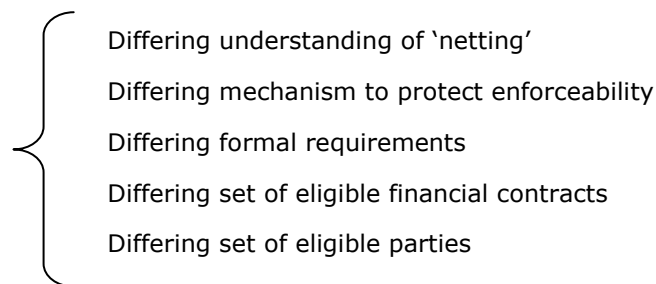 Differing understanding of ‘netting’
Differing mechanism to protect enforceability
Differing formal requirements
Differing set of eligible financial contracts
Differing set of eligible parties